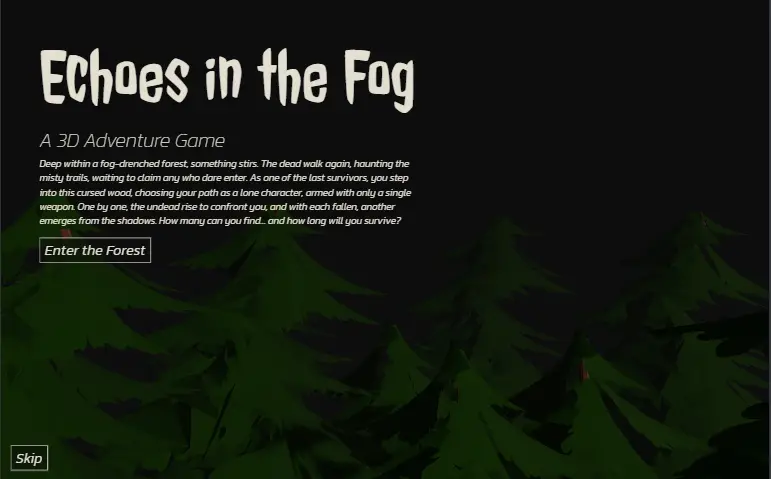 Echoes in the Fog
A 3D Adventure Game
Deep within a fog-drenched forest, something stirs. The dead walk again, haunting the
misty trails, waiting to claim any who dare enter. As one of the last survivors, you step
into this cursed wood, choosing your path as a lone character, armed with only a single
weapon. One by one, the undead rise to confront you, and with each fallen, another
emerges from the shadows. How many can you find... and how long will you survive?
Enter the Forest
Skip